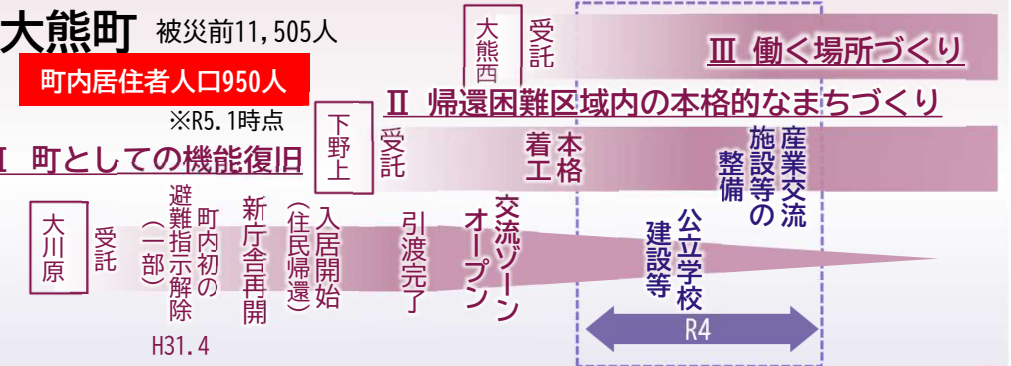 大熊町 被災前11,505人
町内居住者人口950人
※R5.1時点
大熊西
受託
Ⅲ 働く場所づくり
Ⅱ 帰還困難区域内の本格的なまちづくり
下野上
受託
本格
着工
産業交流
施設等の
整備
Ⅰ 町としての機能復旧
大川原
受託
町内初の
避難指示解除
(一部)
H31.4
新庁舎再開
入居開始
(住民帰還)
引渡完了
交流ゾーン
オープン
公立学校
建設等
R4